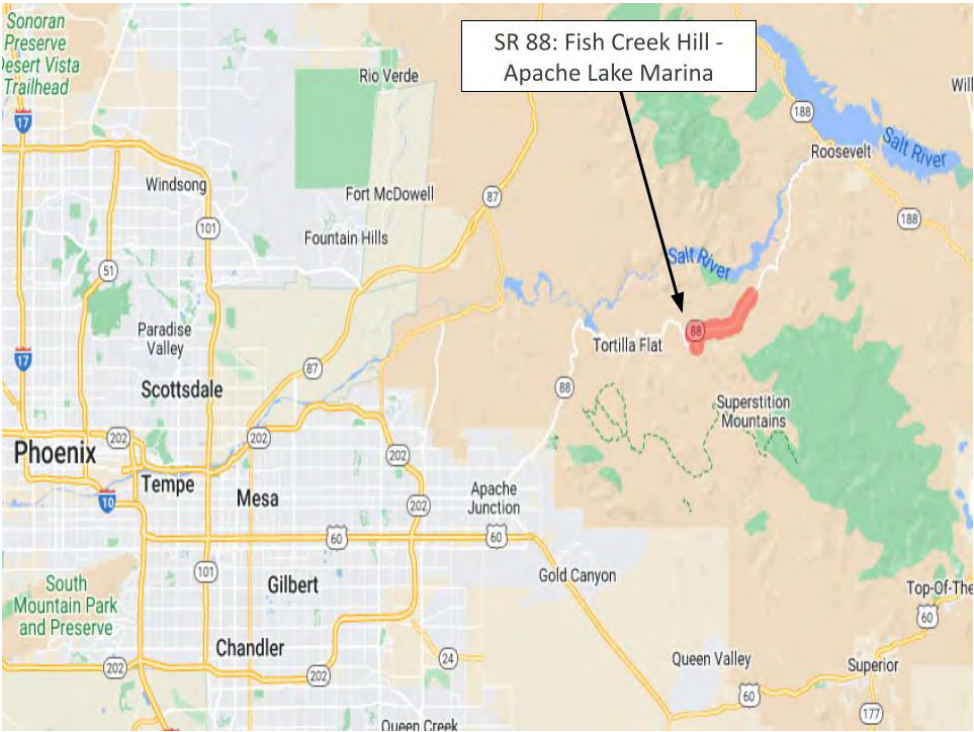 SR 88: Fish Creek Hill -
Apache Lake Marina
Sonoran
Preserve
Desert Vista
Trailhead
17
Rio Verde
Will
188
Roosevelt
Salt River
Windsong
Fort McDowell
87
101
Fountain Hills
188
51
Salt River
Paradise
Valley
88
Tortilla Flat
17
87
88
Scottsdale
Superstition
Mountains
Phoenix
202
202
202
Tempe
Mesa
Apache
Junction
10
202
60
60
101
Gold Canyon
Gilbert
South
Mountain Park
and Preserve
Top-Of-The
60
Chandler
24
Queen Valley
Superior
202
202
60
177
Queen Creek